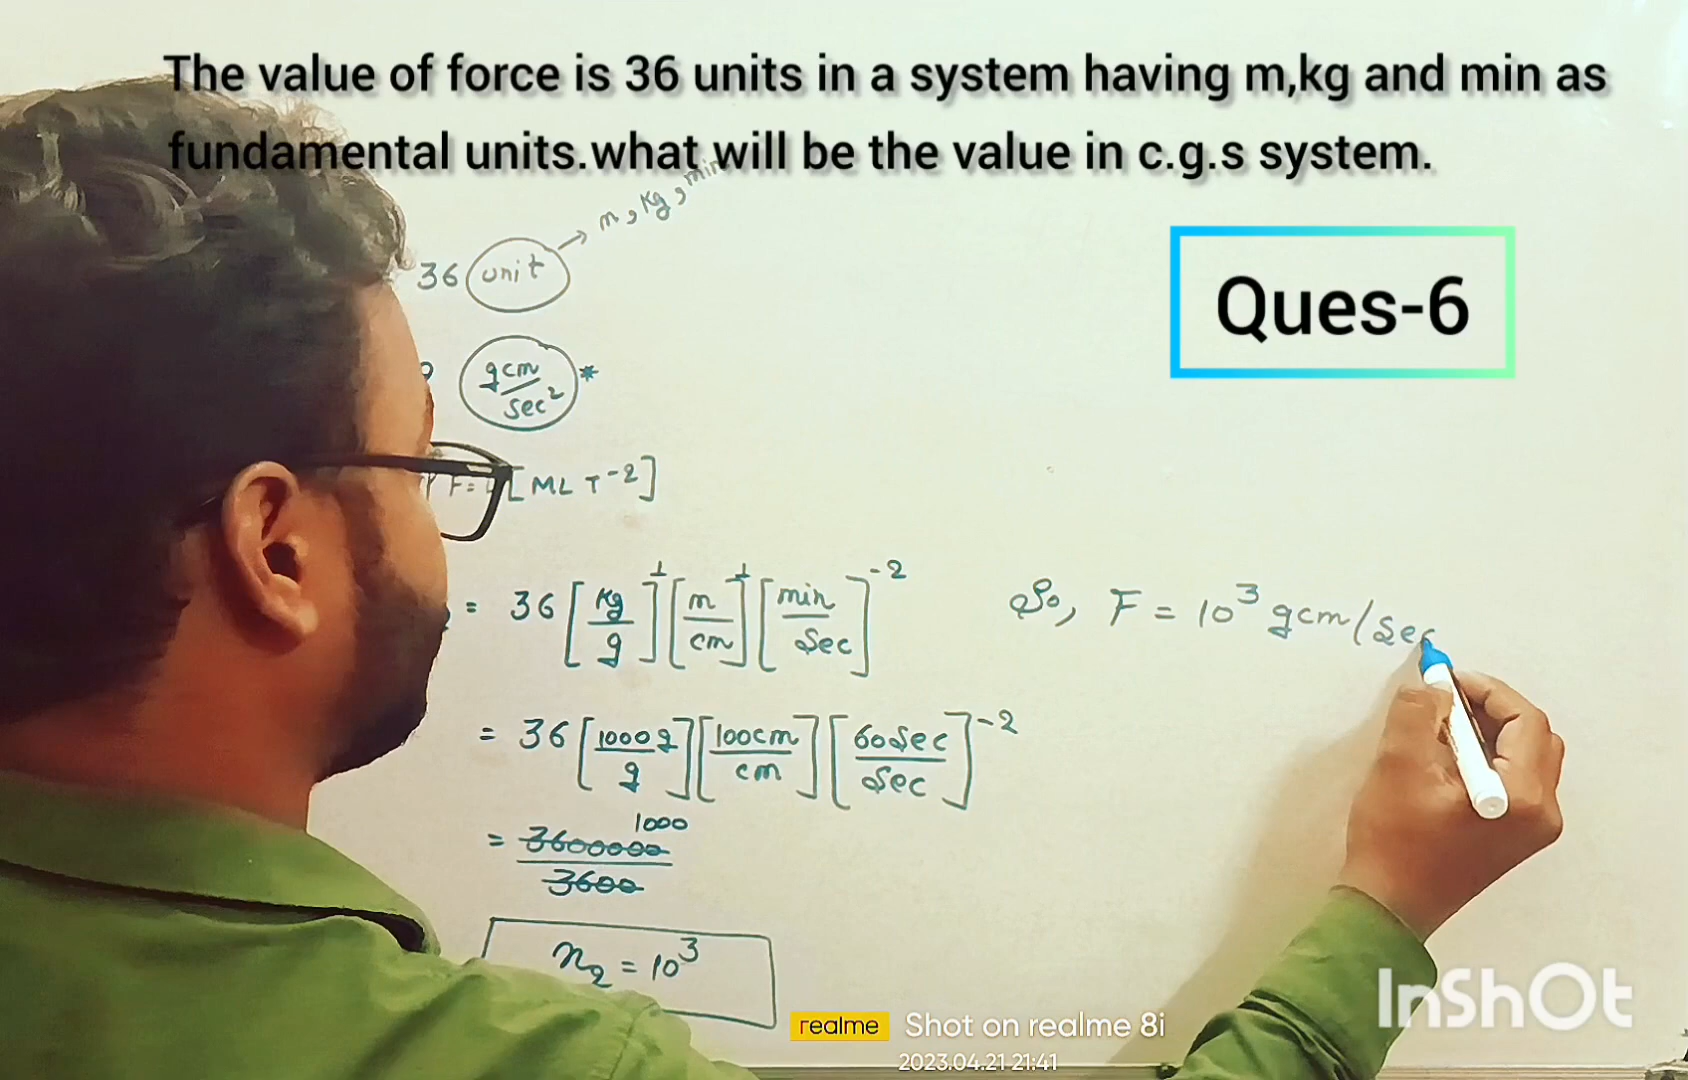 The value of force is 36 units in a system having m,kg and min as
fundamental units.what will be the value in c.g.s system.
Ques-6
36 unit → m, kg, min
gcm/sec² *
F= [MLT⁻²]
= 36 [kg/g]¹ [m/cm]¹ [min/Sec]⁻²
= 36 [1000g/g] [100cm/cm] [60Sec/Sec]⁻²
1000
= 3600000/3600
n₂ = 10³
So, F = 10³ gcm/Sec
InShOt
realme Shot on realme 8i
2023.04.21 21:41